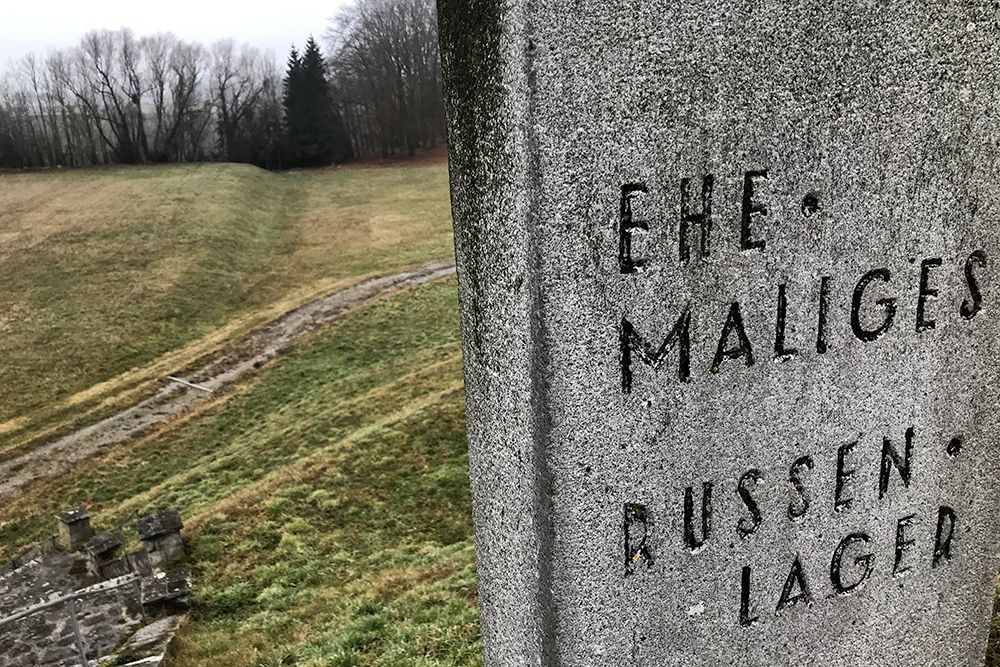 EHE·
MALIGES
RUSSEN·
LAGER